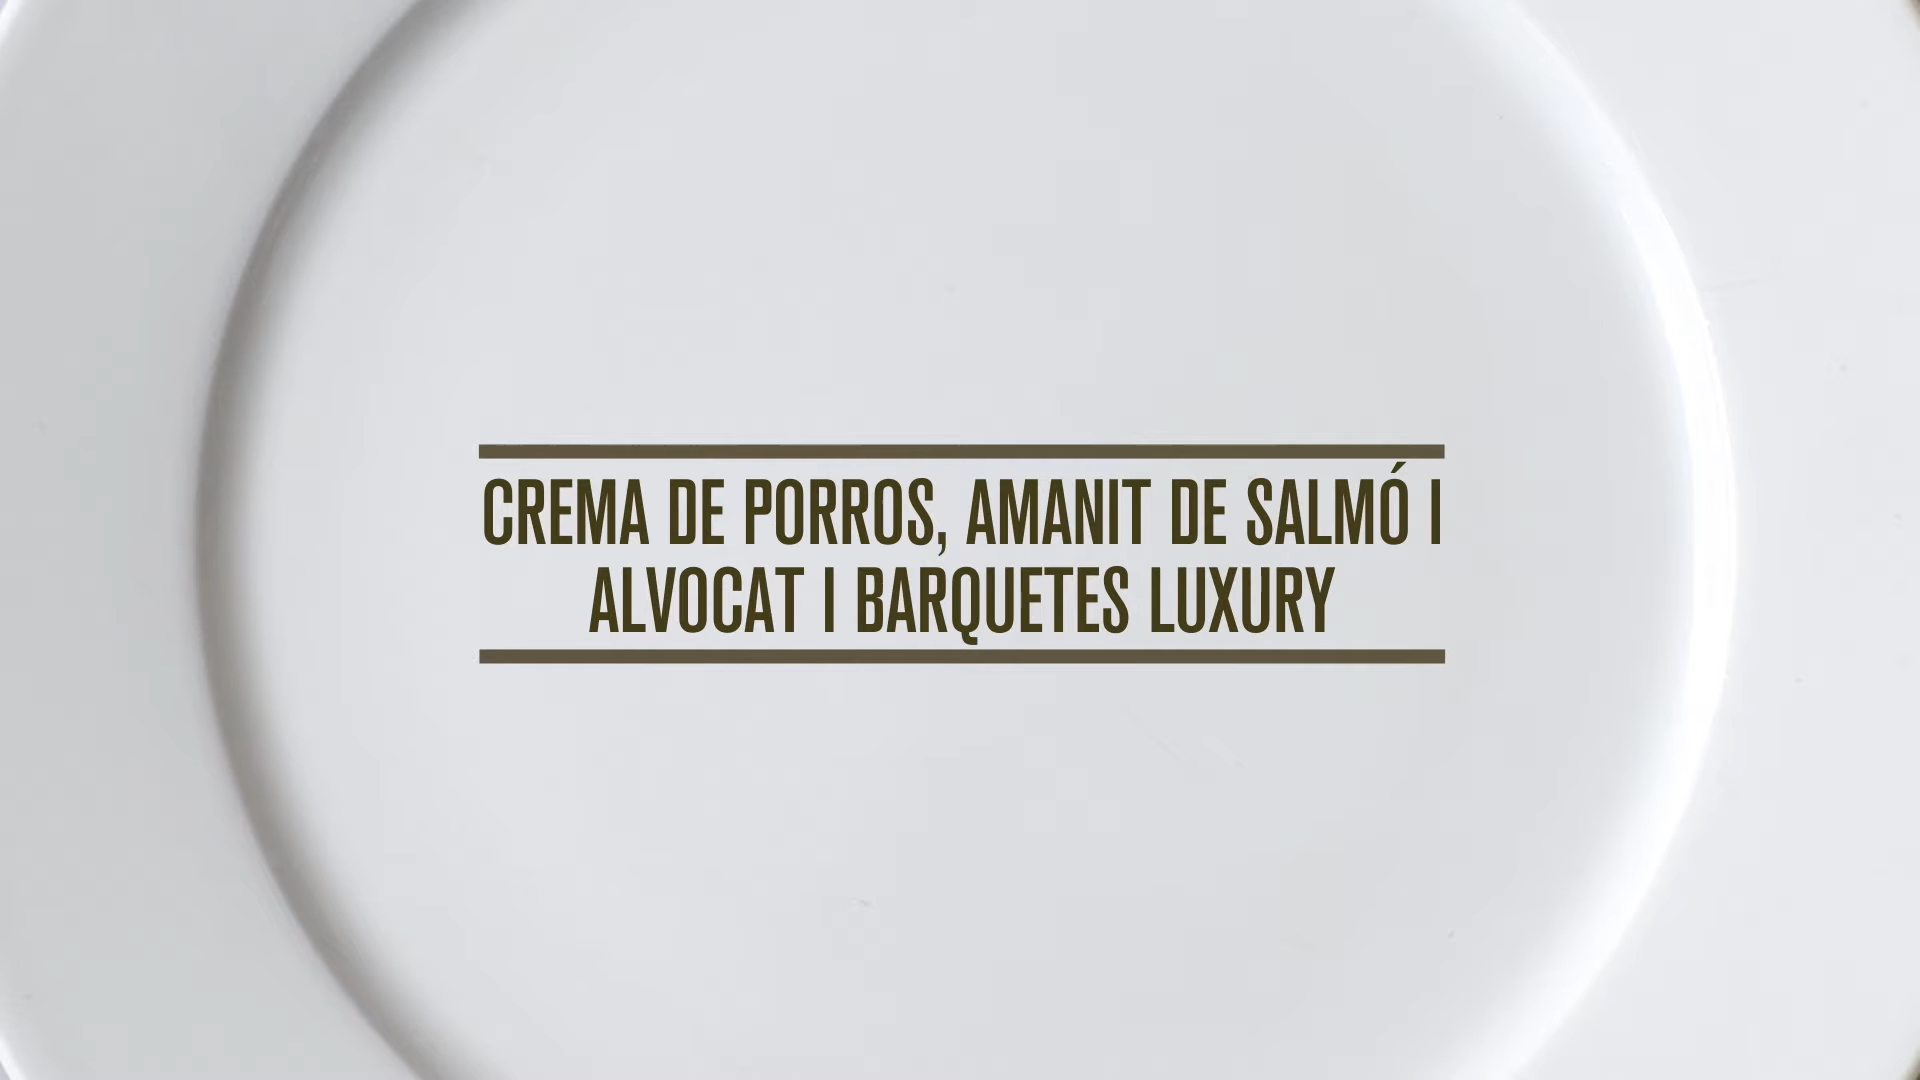 CREMA DE PORROS, AMANIT DE SALMÓ I
ALVOCAT I BARQUETES LUXURY